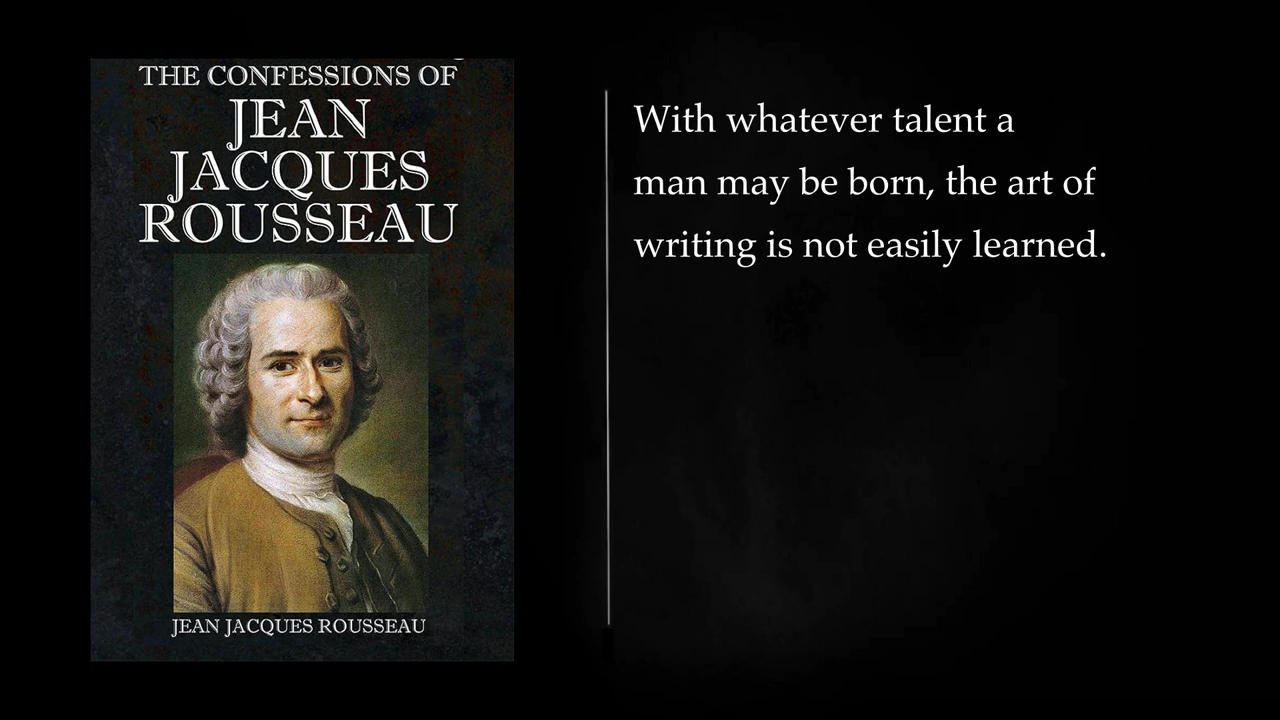 THE CONFESSIONS OF
JEAN
JACQUES
ROUSSEAU
JEAN JACQUES ROUSSEAU
With whatever talent a
man may be born, the art of
writing is not easily learned.